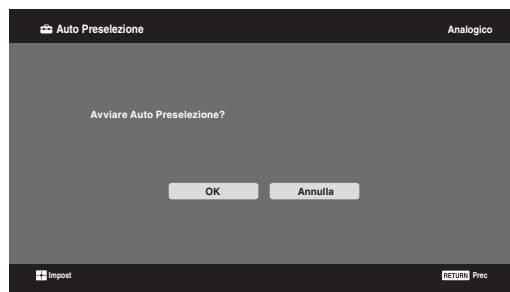 Auto Preselezione
Analogico
Avviare Auto Preselezione?
OK
Annulla
Impost
RETURN Prec